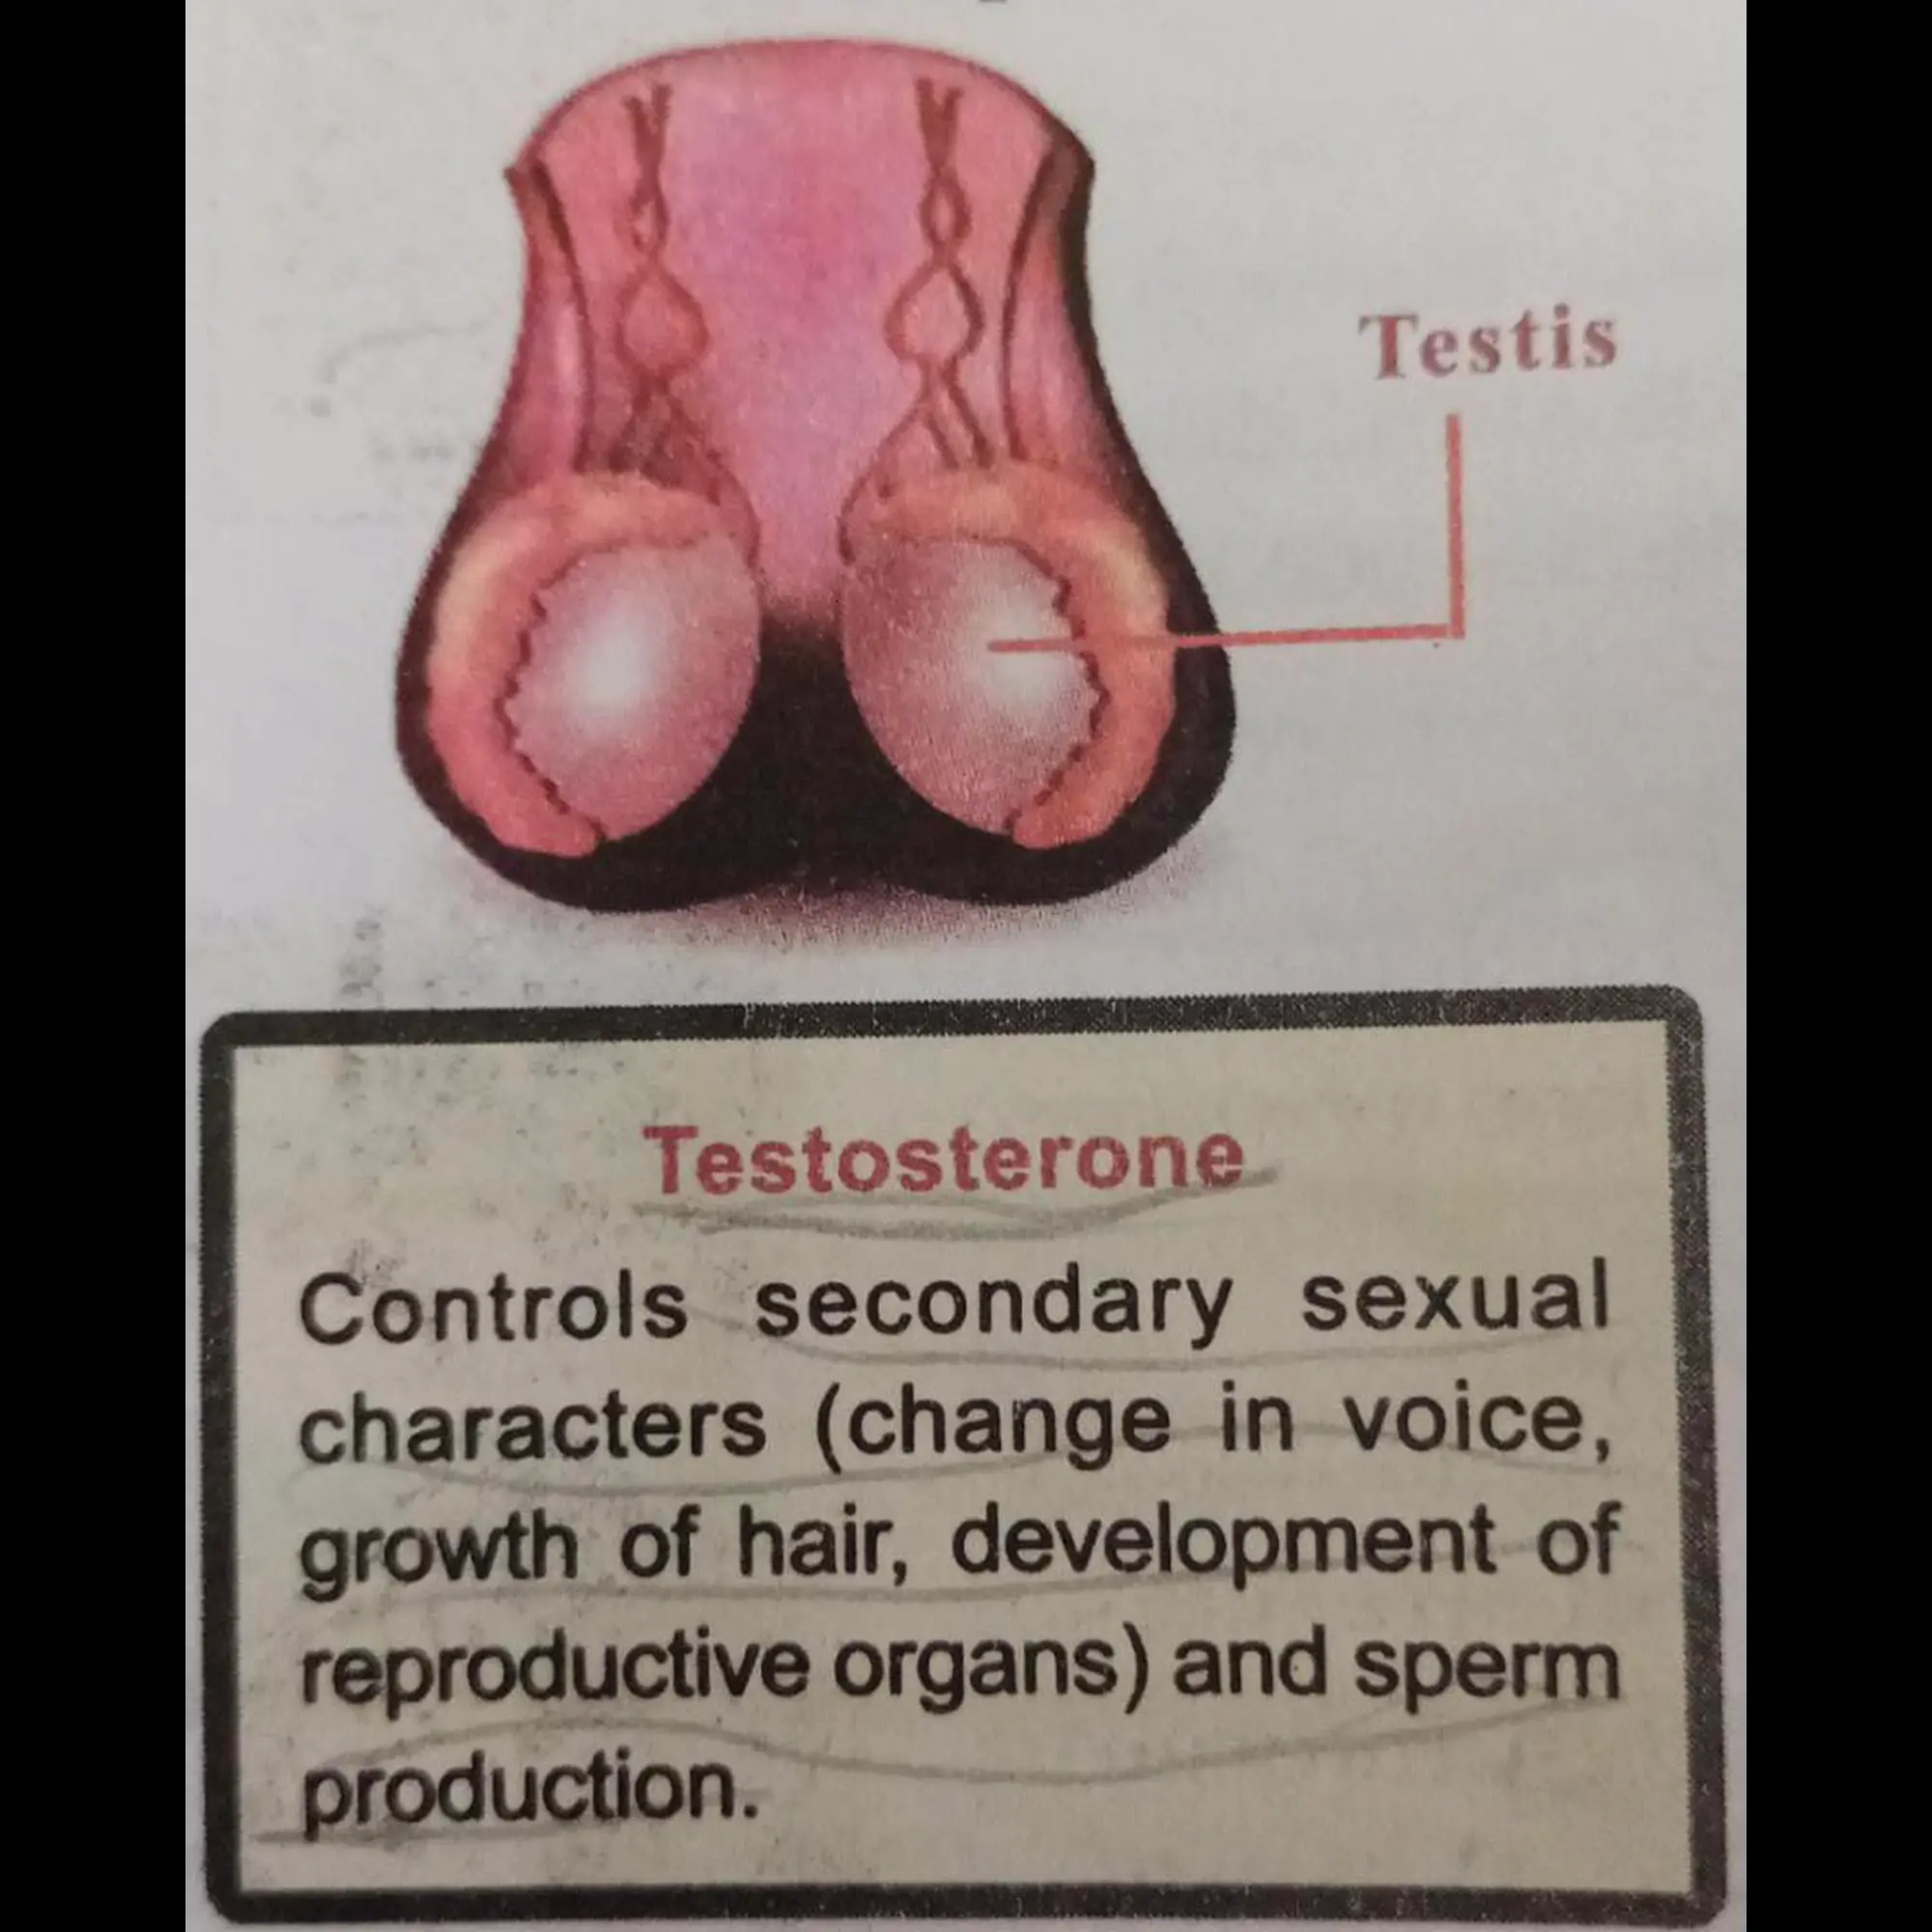 Testis
Testosterone
Controls secondary sexual
characters (change in voice,
growth of hair, development of
reproductive organs) and sperm
production.